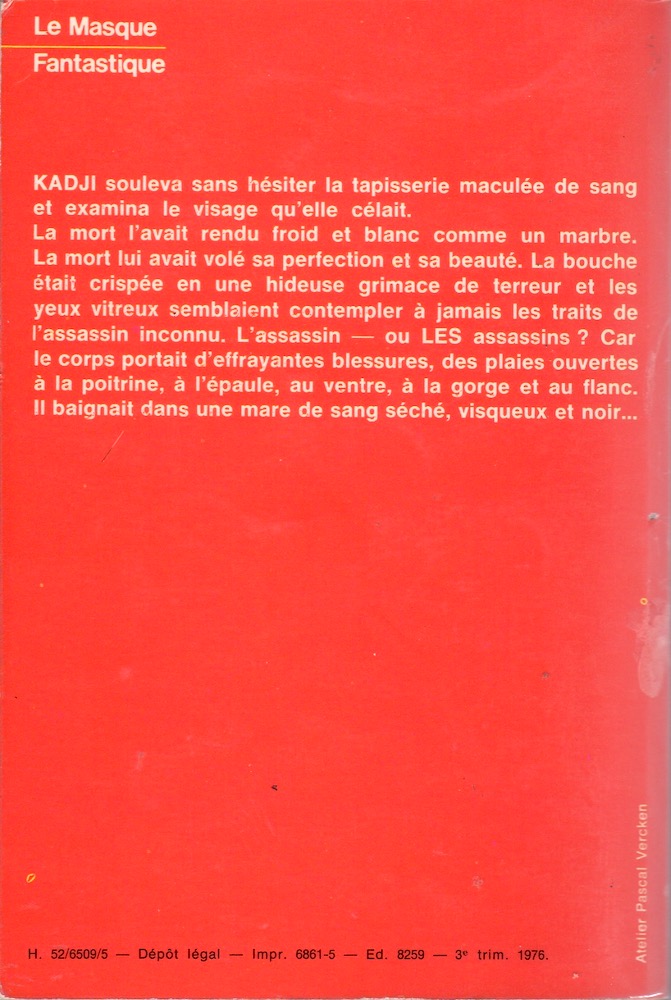 Le Masque
Fantastique
KADJI souleva sans hésiter la tapisserie maculée de sang
et examina le visage qu'elle célait.
La mort l'avait rendu froid et blanc comme un marbre.
La mort lui avait volé sa perfection et sa beauté. La bouche
était crispée en une hideuse grimace de terreur et les
yeux vitreux semblaient contempler à jamais les traits de
l'assassin inconnu. L'assassin — ou LES assassins ? Car
le corps portait d'effrayantes blessures, des plaies ouvertes
à la poitrine, à l'épaule, au ventre, à la gorge et au flanc.
Il baignait dans une mare de sang séché, visqueux et noir...
Atelier Pascal Vercken
H. 52/6509/5 — Dépôt légal — Impr. 6861-5 — Ed. 8259 — 3e trim. 1976.